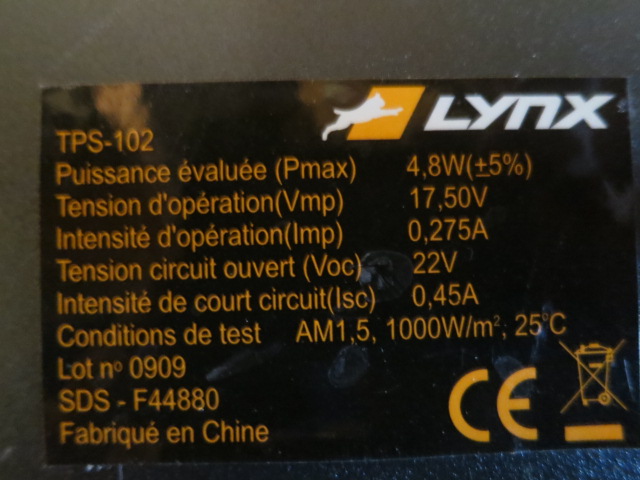 LYNX
TPS-102
Puissance évaluée (Pmax) 4,8W(±5%)
Tension d'opération(Vmp) 17,50V
Intensité d'opération(Imp) 0,275A
Tension circuit ouvert (Voc) 22V
Intensité de court circuit(Isc) 0,45A
Conditions de test AM1,5, 1000W/m², 25°C
Lot nº 0909
SDS - F44880
Fabriqué en Chine
CE